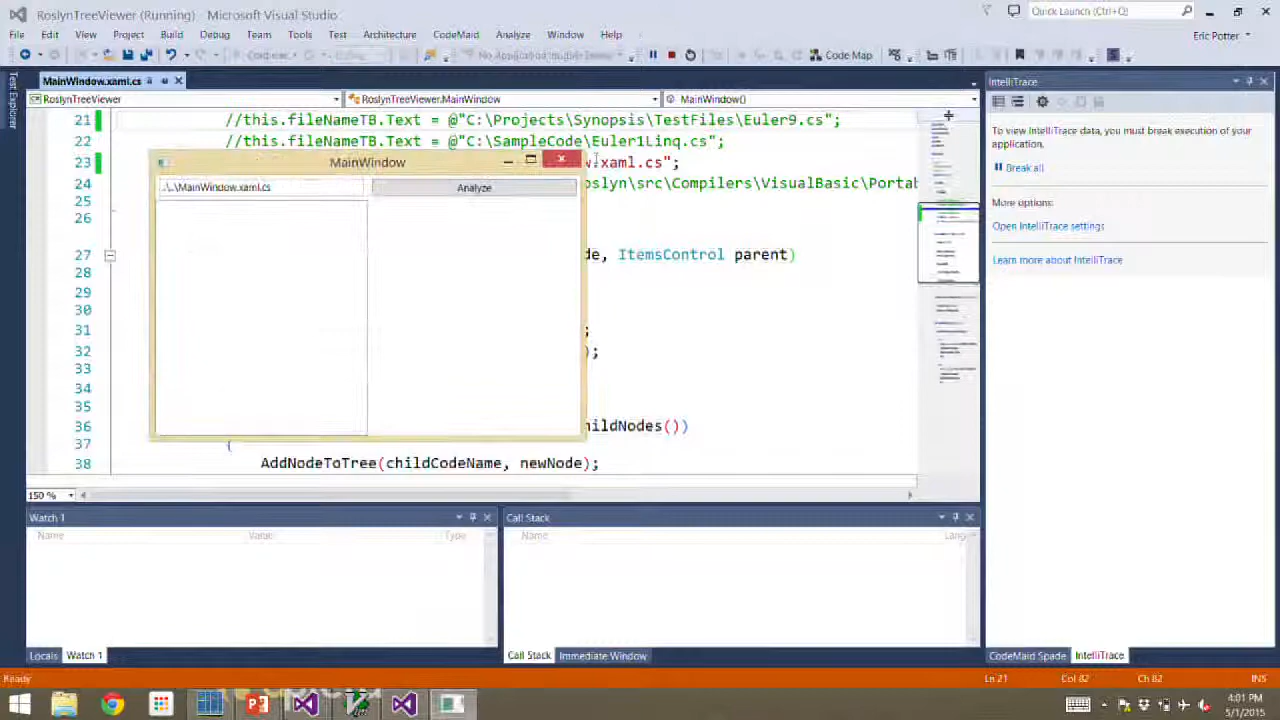 RoslynTreeViewer (Running) - Microsoft Visual Studio
Quick Launch (Ctrl+Q)
File Edit View Project Build Debug Team Tools Test Architecture CodeMaid Analyze Window Help
Eric Potter
Code Map
Test Explorer
MainWindow.xaml.cs
RoslynTreeViewer
RoslynTreeViewer.MainWindow
MainWindow()
21 //this.fileNameTB.Text = @"C:\Projects\Synopsis\TestFiles\Euler9.cs";
22 this.fileNameTB.Text = @"C:\SampleCode\Euler1Linq.cs";
23 w.xaml.cs";
24 oslyn\src\Compilers\VisualBasic\Portab
25
26
27 de, ItemsControl parent)
28
29
30
31 ;
32 );
33
34
35
36 hildNodes())
37 {
38 AddNodeToTree(childCodeName, newNode);
MainWindow
..\..\MainWindow.xaml.cs
Analyze
150 %
IntelliTrace
To view IntelliTrace data, you must break execution of your
application.
Break all
More options:
Open IntelliTrace settings
Learn more about IntelliTrace
Watch 1
Name Value Type
Call Stack
Name Lang
Locals Watch 1
Call Stack Immediate Window
CodeMaid Spade IntelliTrace
Ready
Ln 21 Col 82 Ch 82 INS
4:01 PM
5/1/2015